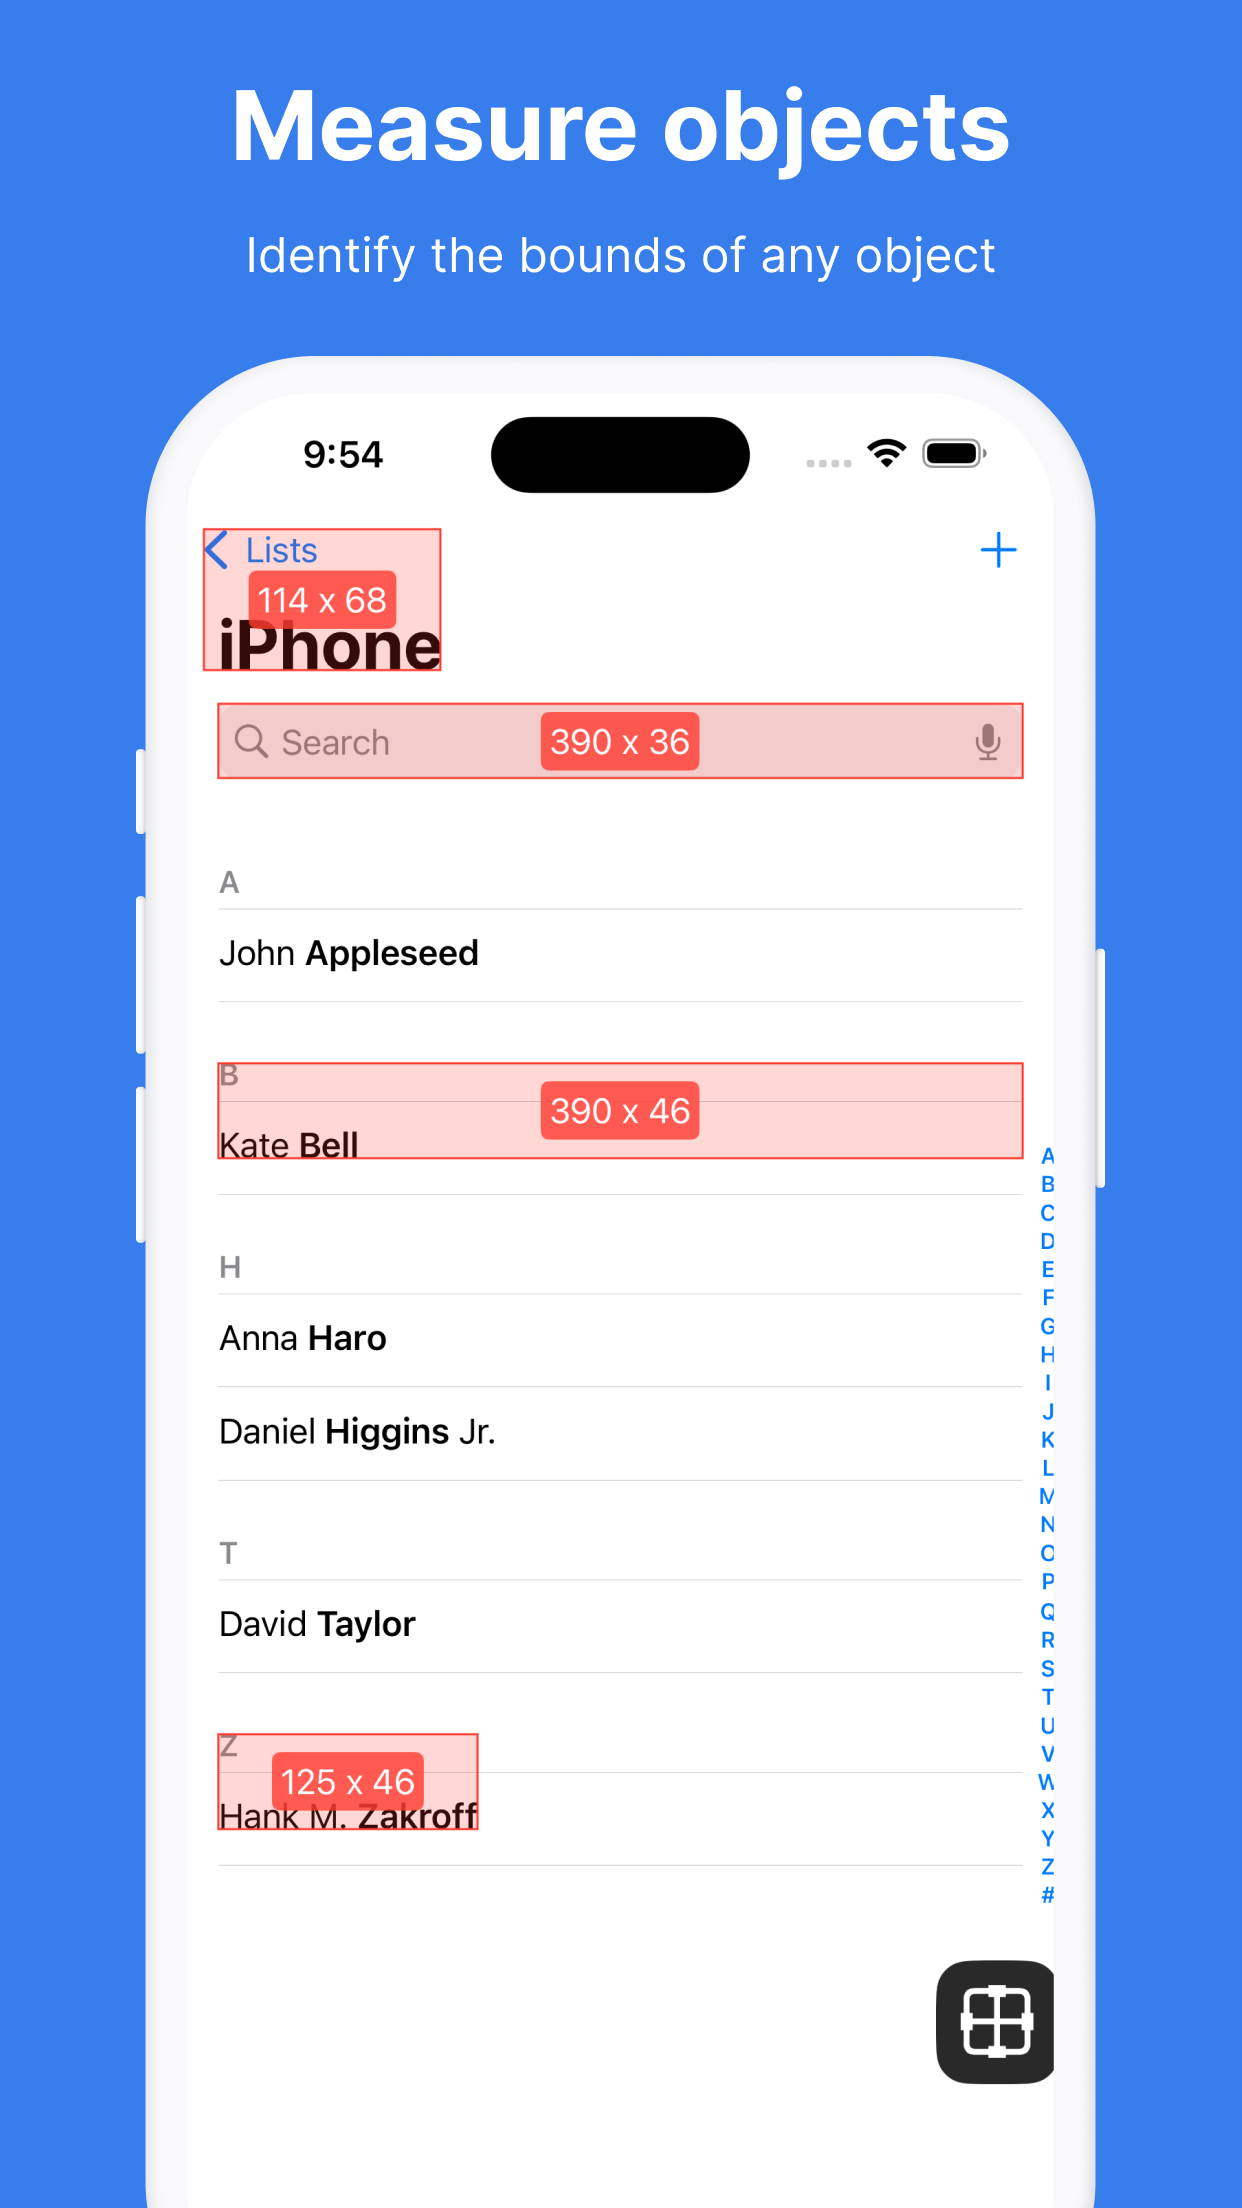 Measure objects
Identify the bounds of any object
9:54
Lists
114 x 68
iPhone
Search
390 x 36
A
John Appleseed
B
390 x 46
Kate Bell
H
Anna Haro
Daniel Higgins Jr.
T
David Taylor
Z
125 x 46
Hank M. Zakroff
A
B
C
D
E
F
G
H
I
J
K
L
M
N
O
P
Q
R
S
T
U
V
W
X
Y
Z
#